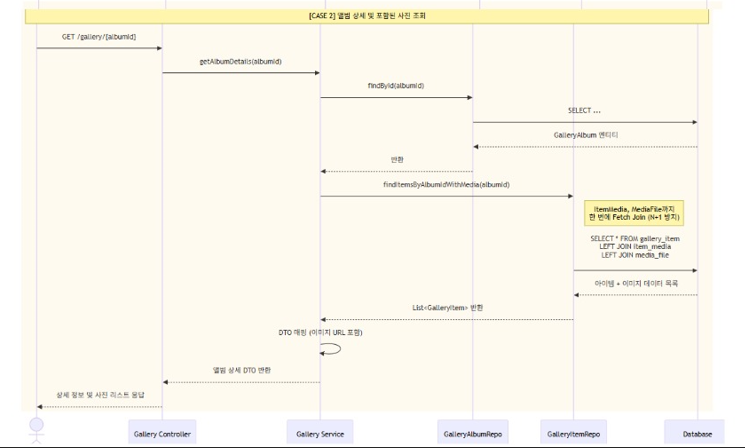 [CASE 2] 앨범 상세 및 포함된 사진 조회
GET /gallery/{albumId}
getAlbumDetails(albumId)
findById(albumId)
SELECT ...
GalleryAlbum 엔티티
반환
findItemsByAlbumIdWithMedia(albumId)
ItemMedia, MediaFile까지
한 번에 Fetch Join (N+1 방지)
SELECT * FROM gallery_item
LEFT JOIN item_media
LEFT JOIN media_file
아이템 + 이미지 데이터 목록
List<GalleryItem> 반환
DTO 매핑 (이미지 URL 포함)
앨범 상세 DTO 반환
상세 정보 및 사진 리스트 응답
Gallery Controller
Gallery Service
GalleryAlbumRepo
GalleryItemRepo
Database